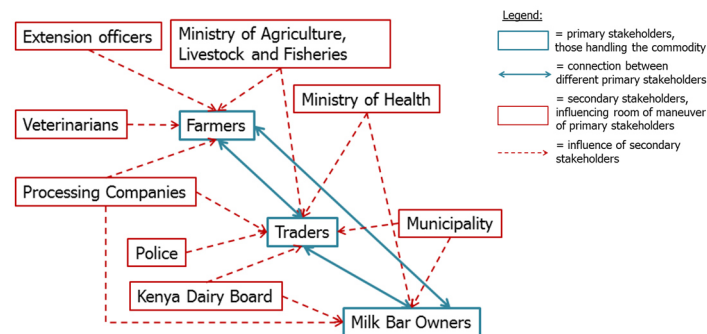 Extension officers
Ministry of Agriculture,
Livestock and Fisheries
Ministry of Health
Veterinarians
Farmers
Processing Companies
Traders
Municipality
Police
Kenya Dairy Board
Milk Bar Owners
Legend:
= primary stakeholders,
those handling the commodity
= connection between
different primary stakeholders
= secondary stakeholders,
influencing room of maneuver
of primary stakeholders
= influence of secondary
stakeholders